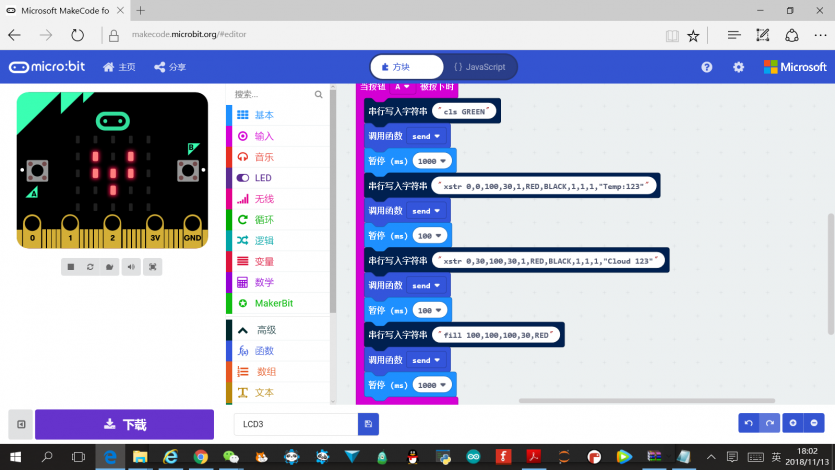 Microsoft MakeCode fo
makecode.microbit.org/#editor
micro:bit
主页
分享
方块
{ } JavaScript
Microsoft
搜索...
基本
输入
音乐
LED
无线
循环
逻辑
变量
数学
MakerBit
高级
函数
数组
文本
B
A
0 1 2 3V GND
当按钮 A 被按下时
串行写入字符串 "cls GREEN"
调用函数 send
暂停 (ms) 1000
串行写入字符串 "xstr 0,0,100,30,1,RED,BLACK,1,1,1,"Temp:123""
调用函数 send
暂停 (ms) 100
串行写入字符串 "xstr 0,30,100,30,1,RED,BLACK,1,1,1,"Cloud 123""
调用函数 send
暂停 (ms) 100
串行写入字符串 "fill 100,100,100,30,RED"
调用函数 send
暂停 (ms) 1000
下载
LCD3
英
18:02
2018/11/13